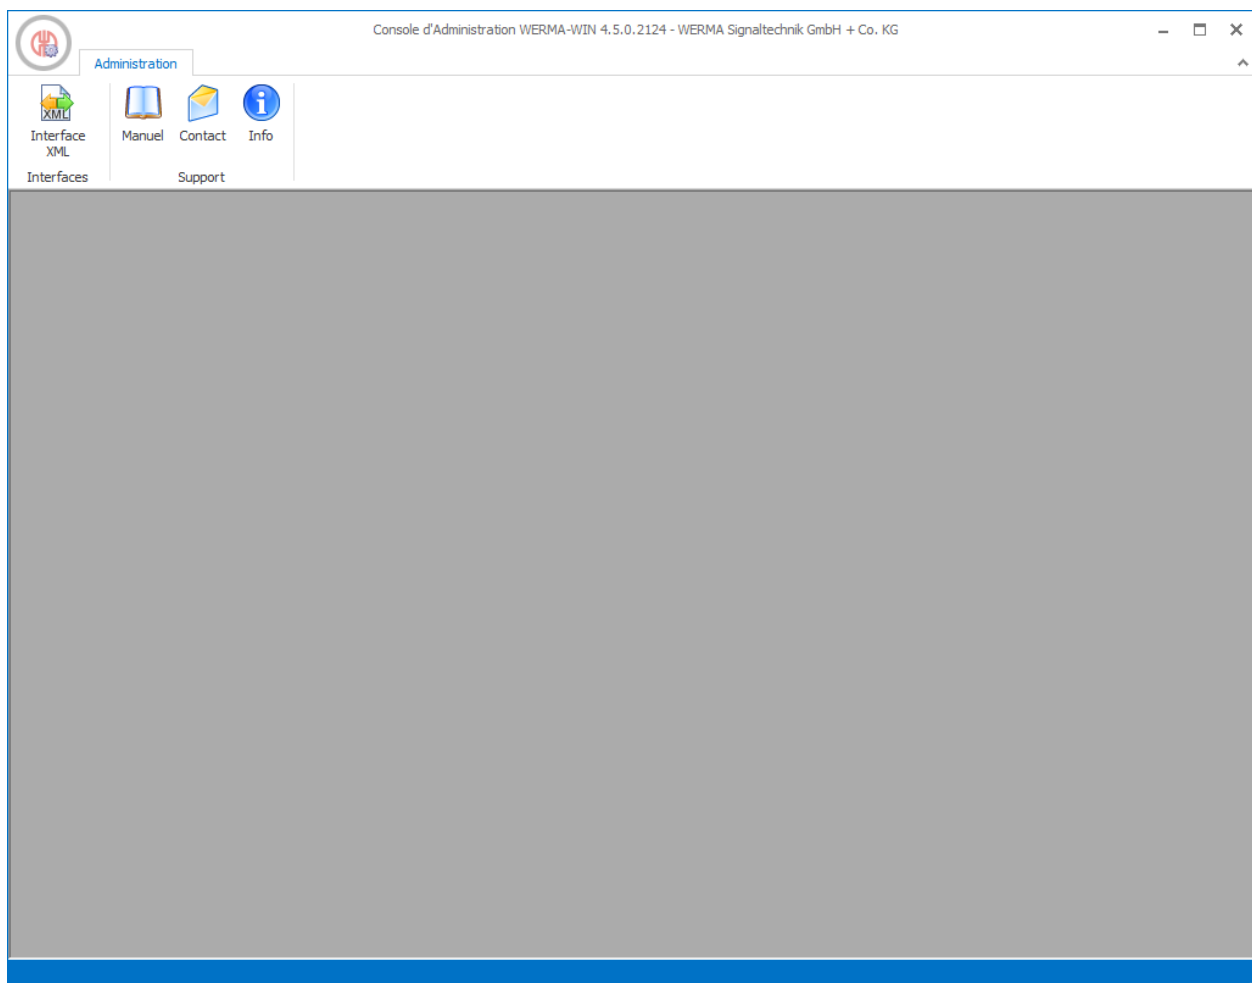 Console d'Administration WERMA-WIN 4.5.0.2124 - WERMA Signaltechnik GmbH + Co. KG
Administration
XML
Interface
XML
Manuel
Contact
Info
Interfaces
Support